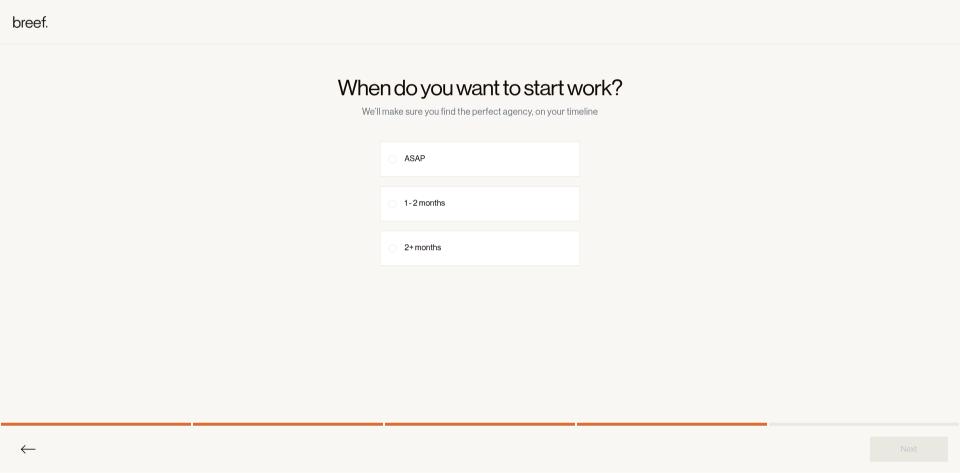 breef.
When do you want to start work?
We'll make sure you find the perfect agency, on your timeline
ASAP
1 - 2 months
2+ months
Next